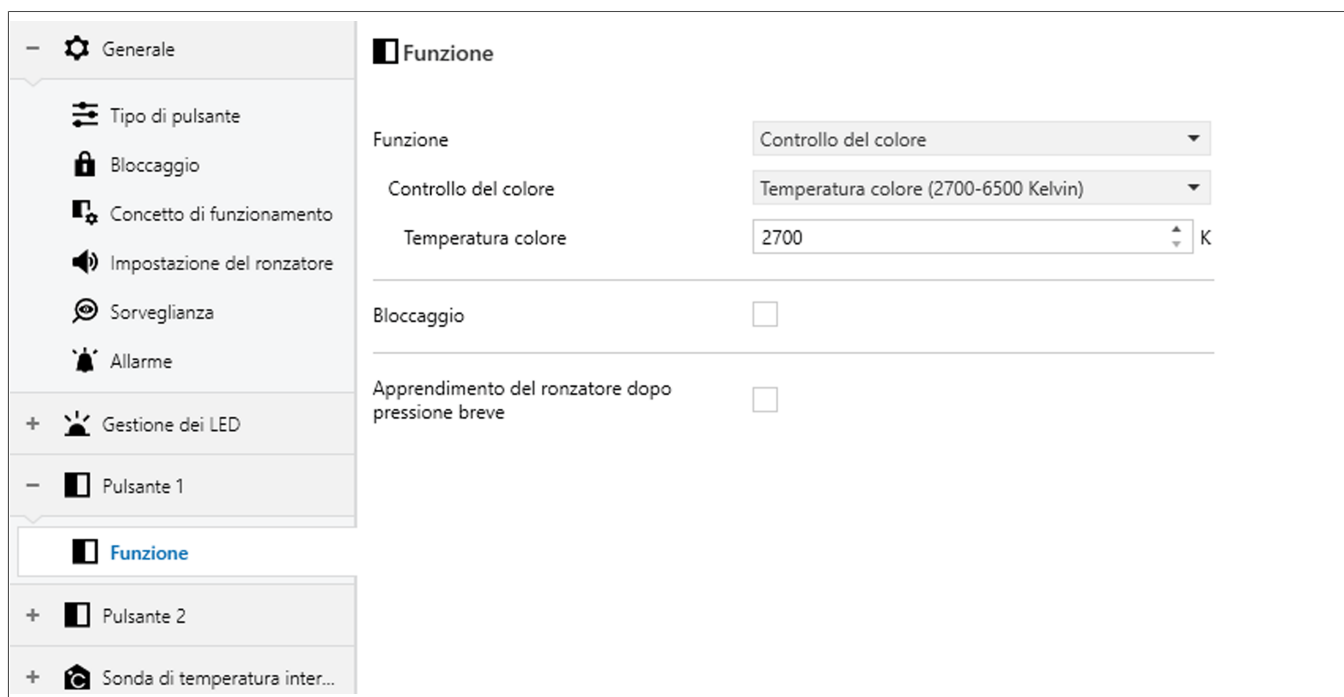 Generale
Tipo di pulsante
Bloccaggio
Concetto di funzionamento
Impostazione del ronzatore
Sorveglianza
Allarme
Gestione dei LED
Pulsante 1
Funzione
Pulsante 2
Sonda di temperatura inter...
Funzione
Funzione Controllo del colore
Controllo del colore Temperatura colore (2700-6500 Kelvin)
Temperatura colore 2700 K
Bloccaggio
Apprendimento del ronzatore dopo
pressione breve